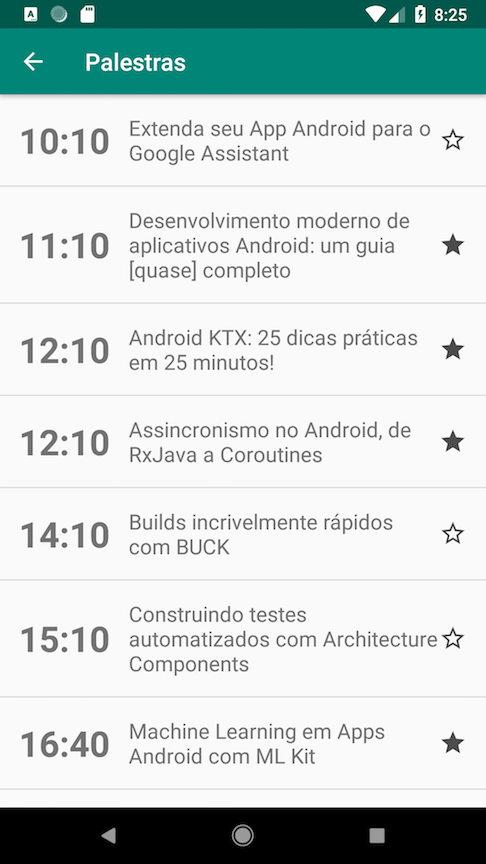 8:25
Palestras
10:10
Extenda seu App Android para o
Google Assistant
11:10
Desenvolvimento moderno de
aplicativos Android: um guia
[quase] completo
12:10
Android KTX: 25 dicas práticas
em 25 minutos!
12:10
Assincronismo no Android, de
RxJava a Coroutines
14:10
Builds incrivelmente rápidos
com BUCK
15:10
Construindo testes
automatizados com Architecture
Components
16:40
Machine Learning em Apps
Android com ML Kit